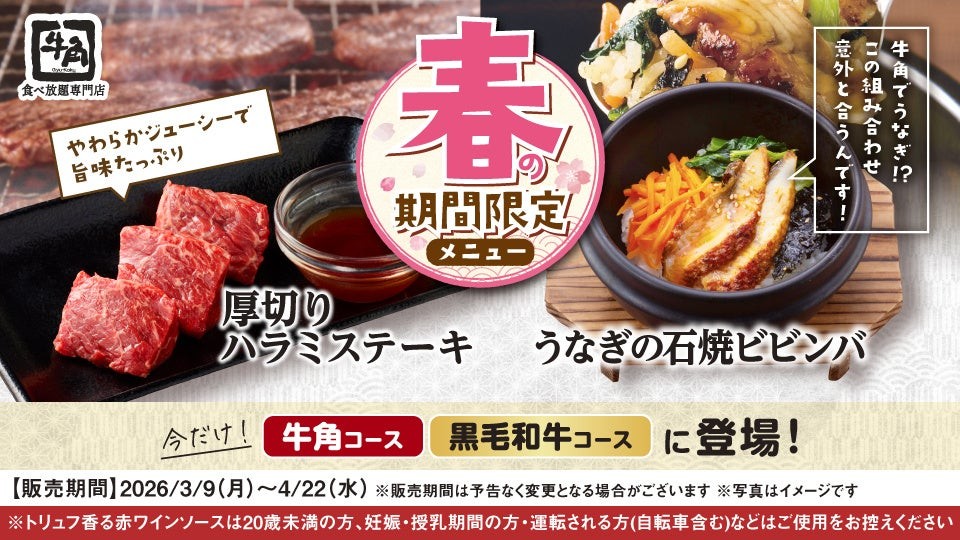 牛角
Gyu-Kaku
食べ放題専門店
やわらかジューシーで
旨味たっぷり
春の
期間限定
メニュー
牛角でうなぎ!?
この組み合わせ
意外と合うんです！
厚切り
ハラミステーキ
うなぎの石焼ビビンバ
今だけ！ 牛角コース 黒毛和牛コース に登場！
【販売期間】2026/3/9（月）～4/22（水） ※販売期間は予告なく変更となる場合がございます ※写真はイメージです
※トリュフ香る赤ワインソースは20歳未満の方、妊娠・授乳期間の方・運転される方(自転車含む)などはご使用をお控えください